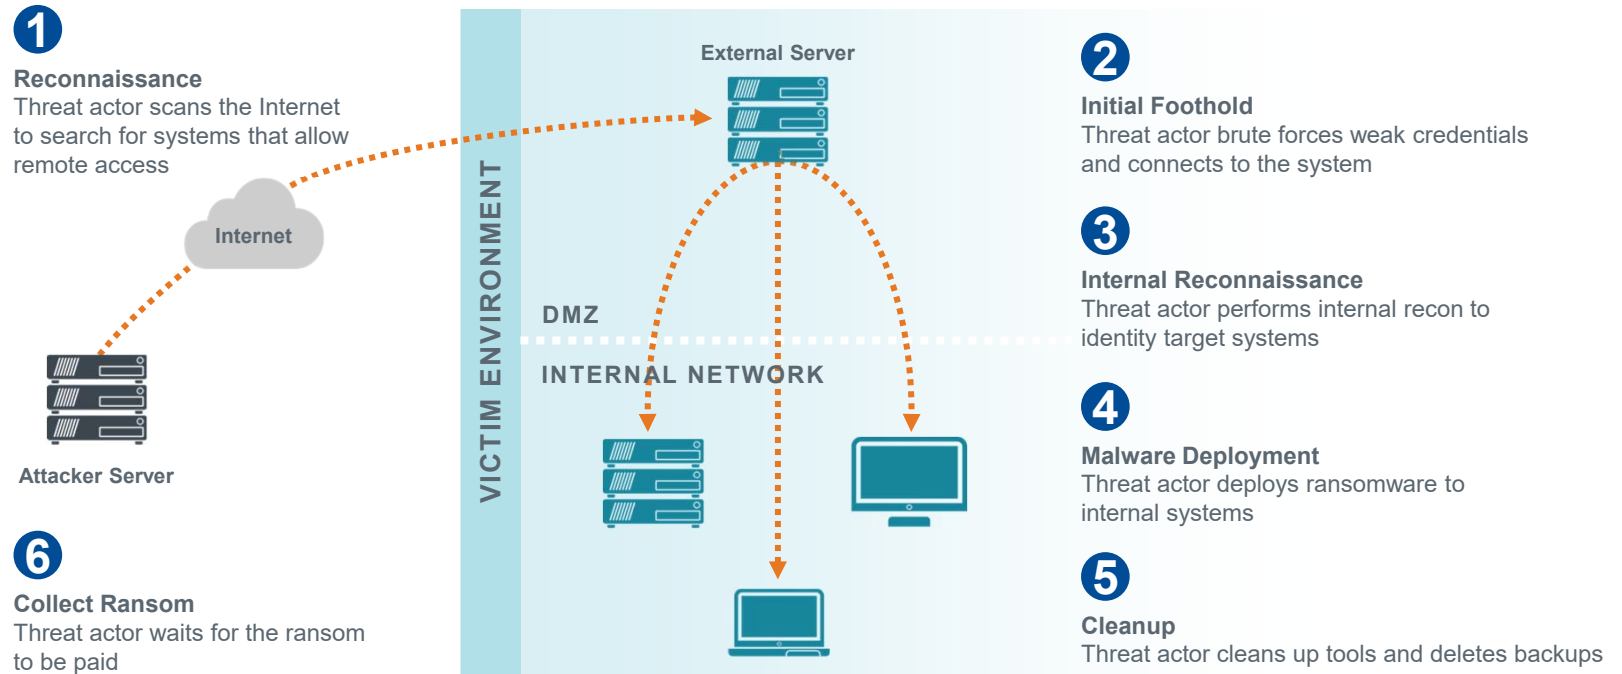 1
Reconnaissance
Threat actor scans the Internet
to search for systems that allow
remote access
Internet
Attacker Server
6
Collect Ransom
Threat actor waits for the ransom
to be paid
VICTIM ENVIRONMENT
External Server
DMZ
INTERNAL NETWORK
2
Initial Foothold
Threat actor brute forces weak credentials
and connects to the system
3
Internal Reconnaissance
Threat actor performs internal recon to
identity target systems
4
Malware Deployment
Threat actor deploys ransomware to
internal systems
5
Cleanup
Threat actor cleans up tools and deletes backups